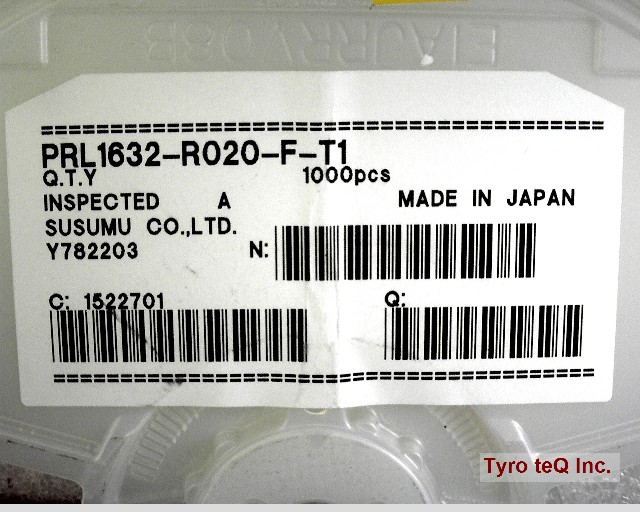 PRL1632-R020-F-T1
Q.T.Y 1000pcs
INSPECTED A MADE IN JAPAN
SUSUMU CO.,LTD.
Y782203 N:
C: 1522701 Q:
Tyro teQ Inc.